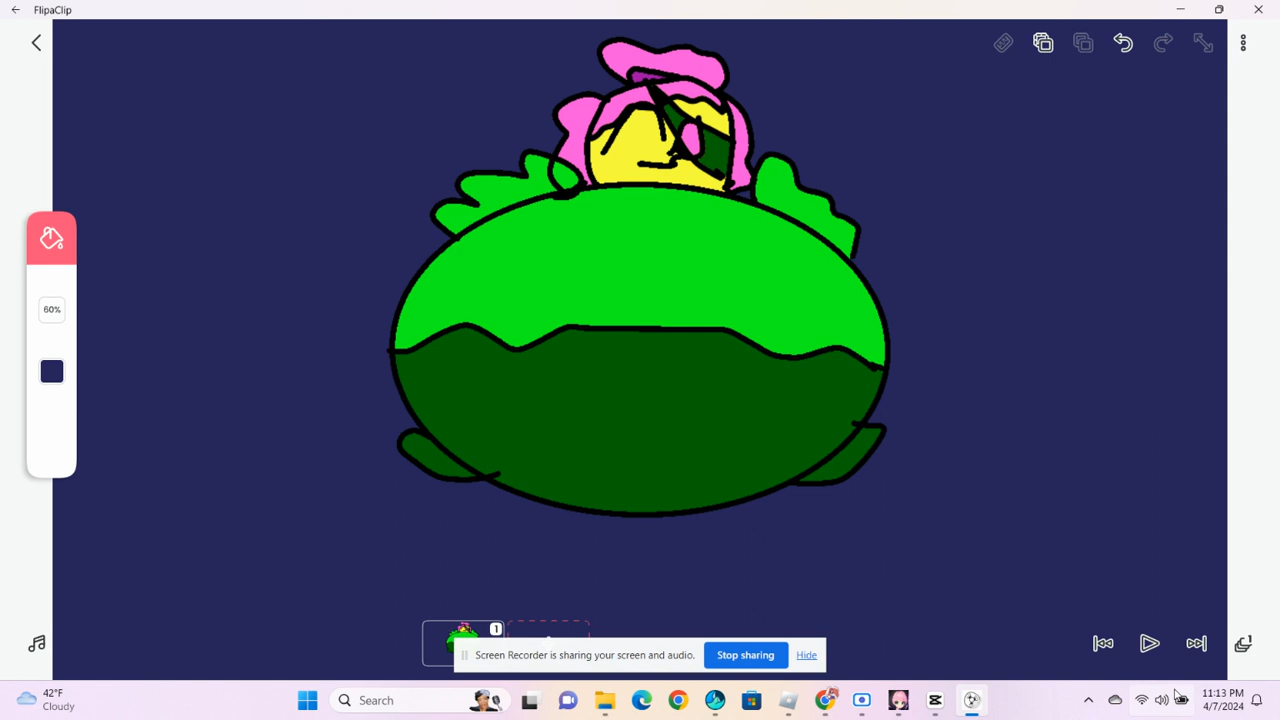 FlipaClip
60%
1
Screen Recorder is sharing your screen and audio.
Stop sharing
Hide
42°F
Cloudy
Search
11:13 PM
4/7/2024